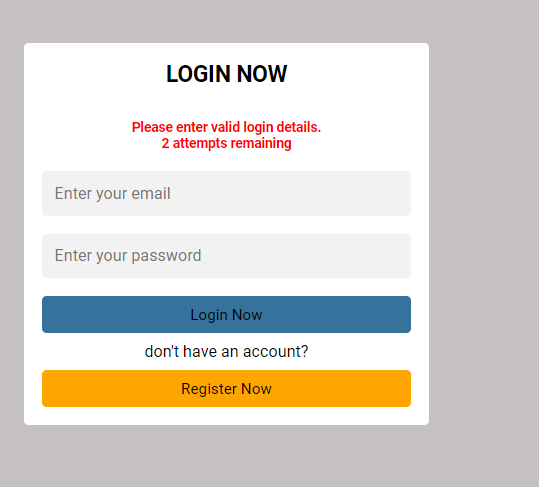 LOGIN NOW
Please enter valid login details.
2 attempts remaining
Enter your email
Enter your password
Login Now
don't have an account?
Register Now